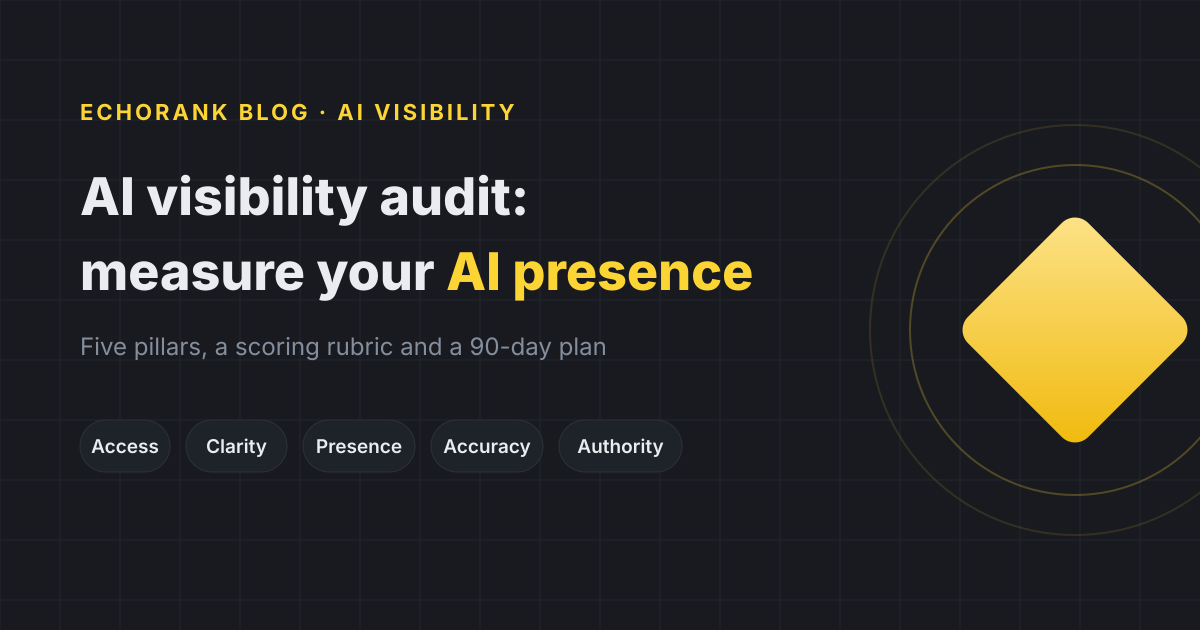 ECHORANK BLOG · AI VISIBILITY
AI visibility audit:
measure your AI presence
Five pillars, a scoring rubric and a 90-day plan
Access Clarity Presence Accuracy Authority